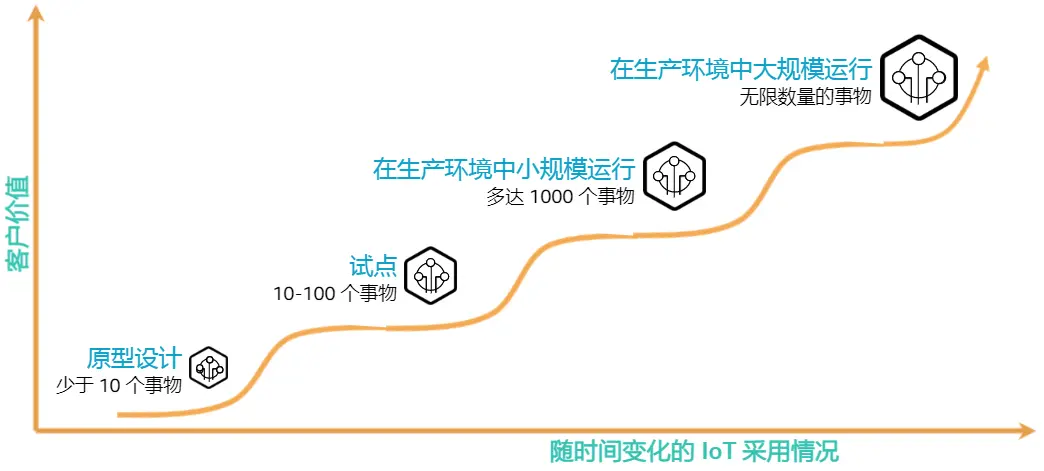 在生产环境中大规模运行
无限数量的事物
在生产环境中小规模运行
多达 1000 个事物
试点
10-100 个事物
原型设计
少于 10 个事物
客户价值
随时间变化的 IoT 采用情况